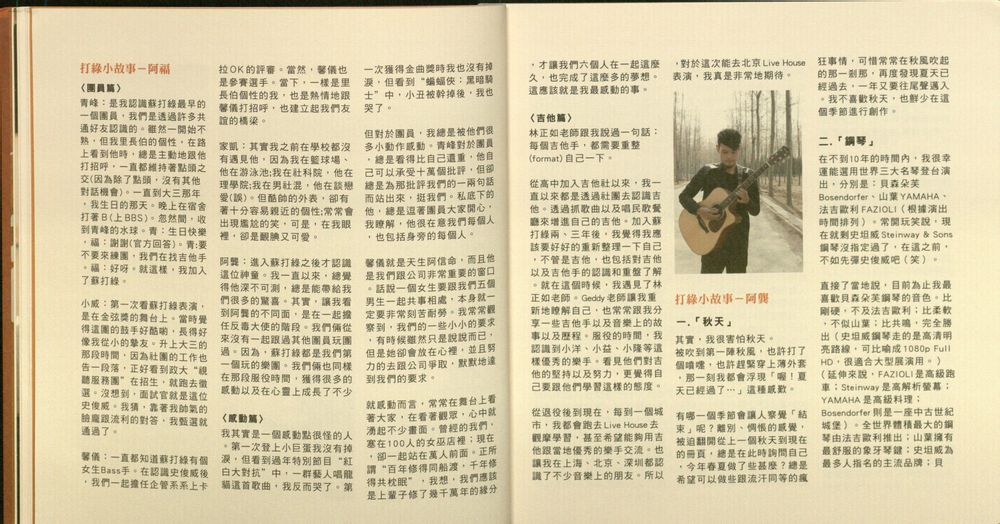 打綠小故事－阿福
〈團員篇〉
青峰：是我認識蘇打綠最早的
一個團員，我們是透過許多共
通好友認識的。雖然一開始不
熟，但我里長伯的個性，在路
上看到他時，總是主動地跟他
打招呼，一直都維持著點頭之
交(因為除了點頭，沒有其他
對話機會)。一直到大三那年
，我生日的那天。晚上在宿舍
打著B(上BBS)。忽然間，收
到青峰的水球。青：生日快樂
，福：謝謝(官方回答)。青:要
不要來練團，我們在找吉他手
。福：好呀。就這樣，我加入
了蘇打綠。
小威：第一次看蘇打綠表演，
是在金弦獎的舞台上。當時覺
得這團的鼓手好酷喲，長得好
像我從小的摯友。升上大三的
那段時間，因為社團的工作也
告一段落，正好看到政大“視
聽服務團”在招生，就跑去徵
選。沒想到，面試官就是這位
史俊威。我猜，靠著我帥氣的
臉龐跟流利的對答，我甄選就
通過了。
馨儀：一直都知道蘇打綠有個
女生Bass手。在認識史俊威後
，我們一起擔任企管系系上卡
拉OK的評審。當然，馨儀也
是參賽選手。當下，一樣是里
長伯個性的我，也是熱情地跟
馨儀打招呼，也建立起我們友
誼的橋梁。
家凱：其實我之前在學校都沒
有遇見他，因為我在籃球場、
他在游泳池;我在社科院，他在
理學院;我在男社混，他在談戀
愛(誤)。但酷帥的外表，卻有
著十分容易親近的個性;常常會
出現尷尬的笑，可是，在我眼
裡，卻是靦腆又可愛。
阿龔：進入蘇打綠之後才認識
這位神童。我一直以來，總覺
得他深不可測，總是能帶給我
們很多的驚喜。其實，讓我看
到阿龔的不同面，是在一起擔
任反毒大使的階段。我們倆從
來沒有一起跟過其他團員玩團
過。因為，蘇打綠都是我們第
一個玩的樂團。我們倆也同樣
在那段服役時間，獲得很多的
感動以及在心靈上成長了不少
〈感動篇〉
我其實是一個感動點很怪的人
。第一次登上小巨蛋我沒有掉
淚，但看到過年特別節目“紅
白大對抗”中，一群藝人唱龍
貓這首歌曲，我反而哭了。第
一次獲得金曲獎時我也沒有掉
淚，但看到“蝙蝠俠：黑暗騎
士”中，小丑被幹掉後，我也
哭了。
但對於團員，我總是被他們很
多小動作感動。青峰對於團員
，總是看得比自己還重，他自
己可以承受十萬個批評，但卻
總是為那批評我們的一兩句話
而站出來，挺我們。私底下的
他，總是逗著團員大家開心，
我瞭解，他很在意我們每個人
，也包括身旁的每個人。
馨儀就是天生阿信命，而且他
是我們跟公司非常重要的窗口
。話說一個女生要跟我們五個
男生一起共事相處，本身就一
定要非常刻苦耐勞。我常常觀
察到，我們的一些小小的要求
，有時候雖然只是說說而已，
但是她卻會放在心裡，並且努
力的去跟公司爭取，默默地達
到我們的要求。
就感動而言，常常在舞台上看
著大家，在看著觀眾，心中就
湧起不少畫面。曾經的我們，
塞在100人的女巫店裡；現在
，卻一起站在萬人前面。正所
謂“百年修得同船渡，千年修
得共枕眠”，我想，我們應該
是上輩子修了幾千萬年的緣分
，才讓我們六個人在一起這麼
久，也完成了這麼多的夢想。
這應該就是我最感動的事。
〈吉他篇〉
林正如老師跟我說過一句話：
每個吉他手，都需要重整
(format)自己一下。
從高中加入吉他社以來，我一
直以來都是透過社團去認識吉
他。透過抓歌曲以及唱民歌餐
廳來增進自己的吉他。加入蘇
打綠兩、三年後，我覺得我應
該要好好的重新整理一下自己
，不管是吉他，也包括對吉他
以及吉他手的認識和重盤了解
。就在這個時候，我遇見了林
正如老師。Geddy老師讓我重
新地瞭解自己，也常常跟我分
享一些吉他手以及音樂上的故
事以及歷程。服役的時間，我
認識到小洋、小益、小隆等這
樣優秀的樂手。看見他們對吉
他的堅持以及努力，更覺得自
己要跟他們學習這樣的態度。
從退役後到現在，每到一個城
市，我都會跑去Live House去
觀摩學習，甚至希望能夠用吉
他跟當地優秀的樂手交流。也
讓我在上海、北京、深圳都認
識了不少音樂上的朋友。所以
，對於這次能去北京Live House
表演，我真是非常地期待。
打綠小故事－阿龔
一.「秋天」
其實，我很害怕秋天。
被吹到第一陣秋風，也許打了
個噴嚏，也許趕緊穿上薄外套
，那一刻我都會浮現「喔！夏
天已經過了…」這種感歎。
有哪一個季節會讓人察覺「結
束」呢？離別、惆悵的感覺，
被迫翻開從上一個秋天到現在
的冊頁，總是在此時詢問自己
，今年春夏做了些甚麼？總是
希望可以做些跟流汗同等的瘋
狂事情，可惜常常在秋風吹起
的那一剎那，再度發現夏天已
經過去，一年又要往尾聲邁入
。我不喜歡秋天，也鮮少在這
個季節進行創作。
二.「鋼琴」
在不到10年的時間內，我很幸
運能選用世界三大名琴登台演
出，分別是：貝森朵芙
Bosendorfer、山葉YAMAHA、
法吉歐利FAZIOLI（根據演出
時間排列）。常開玩笑說，現
在就剩史坦威Steinway & Sons
鋼琴沒指定過了，在這之前，
不如先彈史俊威吧（笑）。
直接了當地說，目前為止我最
喜歡貝森朵芙鋼琴的音色。比
剛硬，不及法吉歐利；比柔軟
，不似山葉；比共鳴，完全勝
出（史坦威鋼琴走的是高清明
亮路線，可比喻成1080p Full
HD，很適合大型展演用。）
（延伸來說，FAZIOLI是高級跑
車；Steinway是高解析螢幕；
YAMAHA是高級料理；
Bosendorfer則是一座中古世紀
城堡）。全世界體積最大的鋼
琴由法吉歐利推出；山葉擁有
最舒服的象牙琴鍵；史坦威為
最多人指名的主流品牌；貝